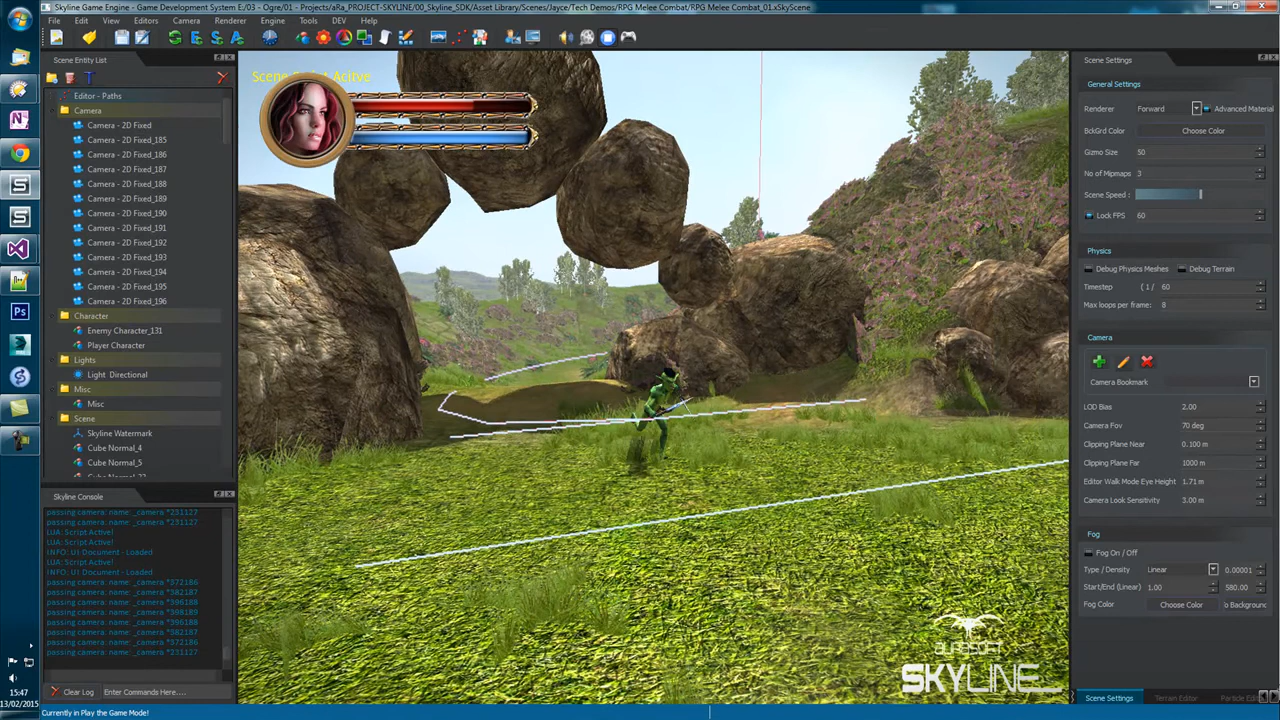 Skyline Game Engine - Game Development System E:/03 - Ogre/01 - Projects/aRa_PROJECT-SKYLINE/00_Skyline_SDK/Asset Library/Scenes/Jayce/Tech Demos/RPG Melee Combat/RPG Melee Combat_01.xSkyScene
File Edit View Editors Camera Renderer Engine Tools DEV Help
Scene Entity List
Editor - Paths
Camera
Camera - 2D Fixed
Camera - 2D Fixed_185
Camera - 2D Fixed_186
Camera - 2D Fixed_187
Camera - 2D Fixed_188
Camera - 2D Fixed_189
Camera - 2D Fixed_190
Camera - 2D Fixed_191
Camera - 2D Fixed_192
Camera - 2D Fixed_193
Camera - 2D Fixed_194
Camera - 2D Fixed_195
Camera - 2D Fixed_196
Character
Enemy Character_131
Player Character
Lights
Light Directional
Misc
Misc
Scene
Skyline Watermark
Cube Normal_4
Cube Normal_5
Skyline Console
passing camera: name: _camera *231127
passing camera: name: _camera *231127
LUA: Script Active!
LUA: Script Active!
INFO: UI Document - Loaded
LUA: Script Active!
INFO: UI Document - Loaded
passing camera: name: _camera *372186
passing camera: name: _camera *382187
passing camera: name: _camera *396188
passing camera: name: _camera *398189
passing camera: name: _camera *396188
passing camera: name: _camera *382187
passing camera: name: _camera *372186
passing camera: name: _camera *231127
Clear Log Enter Commands Here....
Currently in Play the Game Mode!
15:47
13/02/2015
Scene Script Acitve
aurasoft
SKYLINE
Scene Settings
General Settings
Renderer Forward Advanced Material
BckGrd Color Choose Color
Gizmo Size 50
No of Mipmaps 3
Scene Speed :
Lock FPS 60
Physics
Debug Physics Meshes Debug Terrain
Timestep ( 1 / 60
Max loops per frame: 8
Camera
Camera Bookmark
LOD Bias 2.00
Camera Fov 70 deg
Clipping Plane Near 0.100 m
Clipping Plane Far 1000 m
Editor Walk Mode Eye Height 1.71 m
Camera Look Sensitivity 3.00 m
Fog
Fog On / Off
Type / Density Linear 0.00001
Start/End (Linear) 1.00 580.00
Fog Color Choose Color Background
Scene Settings Terrain Editor Particle